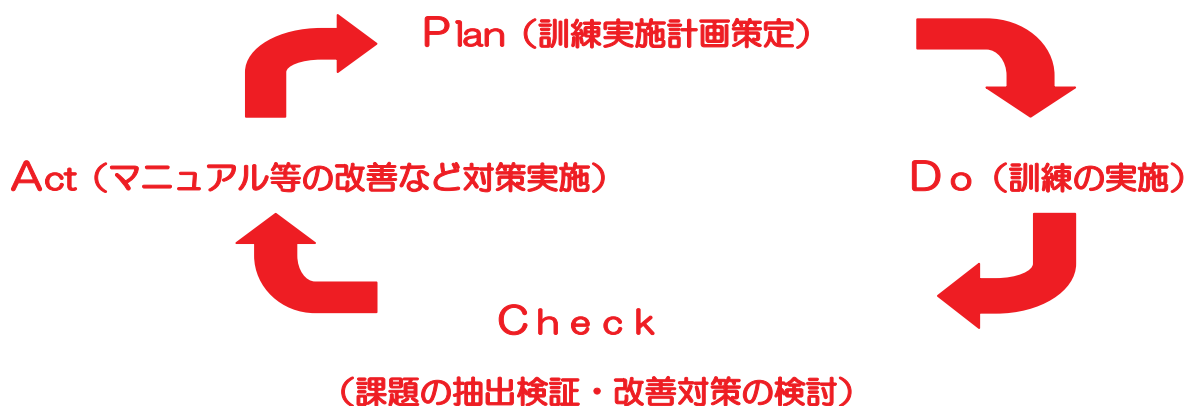 Plan（訓練実施計画策定）
Act（マニュアル等の改善など対策実施）
Ｄｏ（訓練の実施）
Ｃｈｅｃｋ
（課題の抽出検証・改善対策の検討）